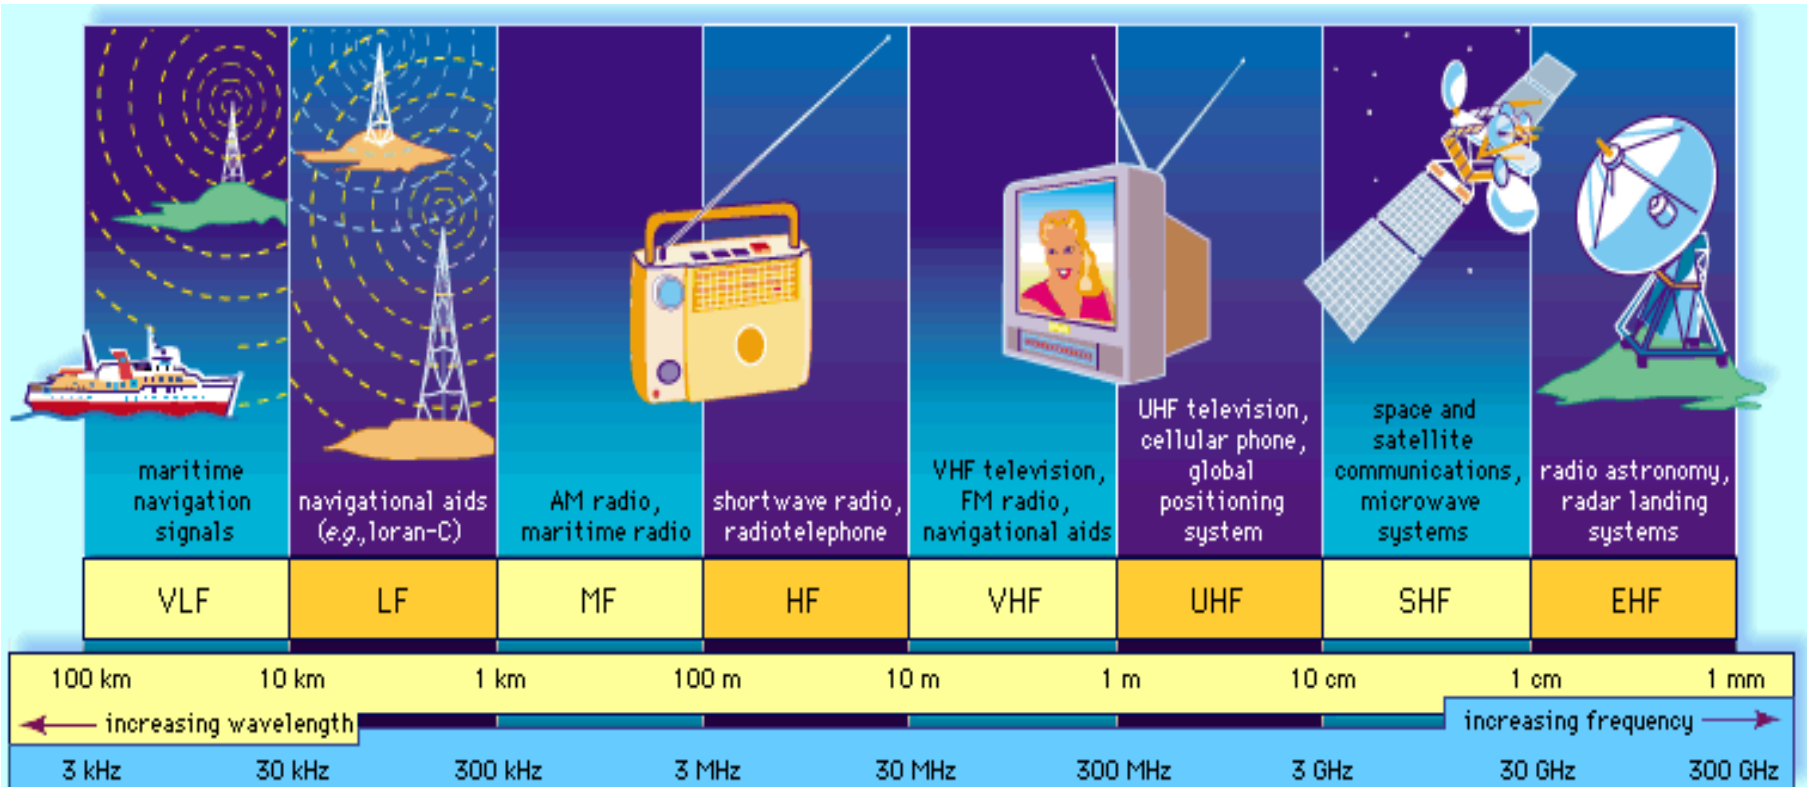 maritime
navigation
signals
navigational aids
(e.g., loran-C)
AM radio,
maritime radio
shortwave radio,
radiotelephone
VHF television,
FM radio,
navigational aids
UHF television,
cellular phone,
global
positioning
system
space and
satellite
communications,
microwave
systems
radio astronomy,
radar landing
systems
VLF LF MF HF VHF UHF SHF EHF
100 km 10 km 1 km 100 m 10 m 1 m 10 cm 1 cm 1 mm
increasing wavelength increasing frequency
3 kHz 30 kHz 300 kHz 3 MHz 30 MHz 300 MHz 3 GHz 30 GHz 300 GHz